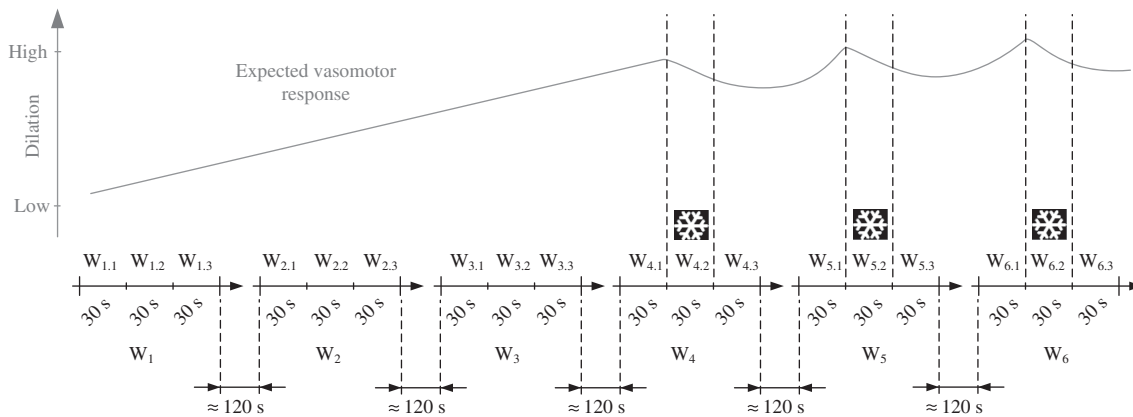 High
Expected vasomotor
response
Dilation
Low
W1.1 W1.2 W1.3 W2.1 W2.2 W2.3 W3.1 W3.2 W3.3 W4.1 W4.2 W4.3 W5.1 W5.2 W5.3 W6.1 W6.2 W6.3
30 s 30 s 30 s 30 s 30 s 30 s 30 s 30 s 30 s 30 s 30 s 30 s 30 s 30 s 30 s 30 s 30 s 30 s
W1 W2 W3 W4 W5 W6
≈ 120 s ≈ 120 s ≈ 120 s ≈ 120 s ≈ 120 s